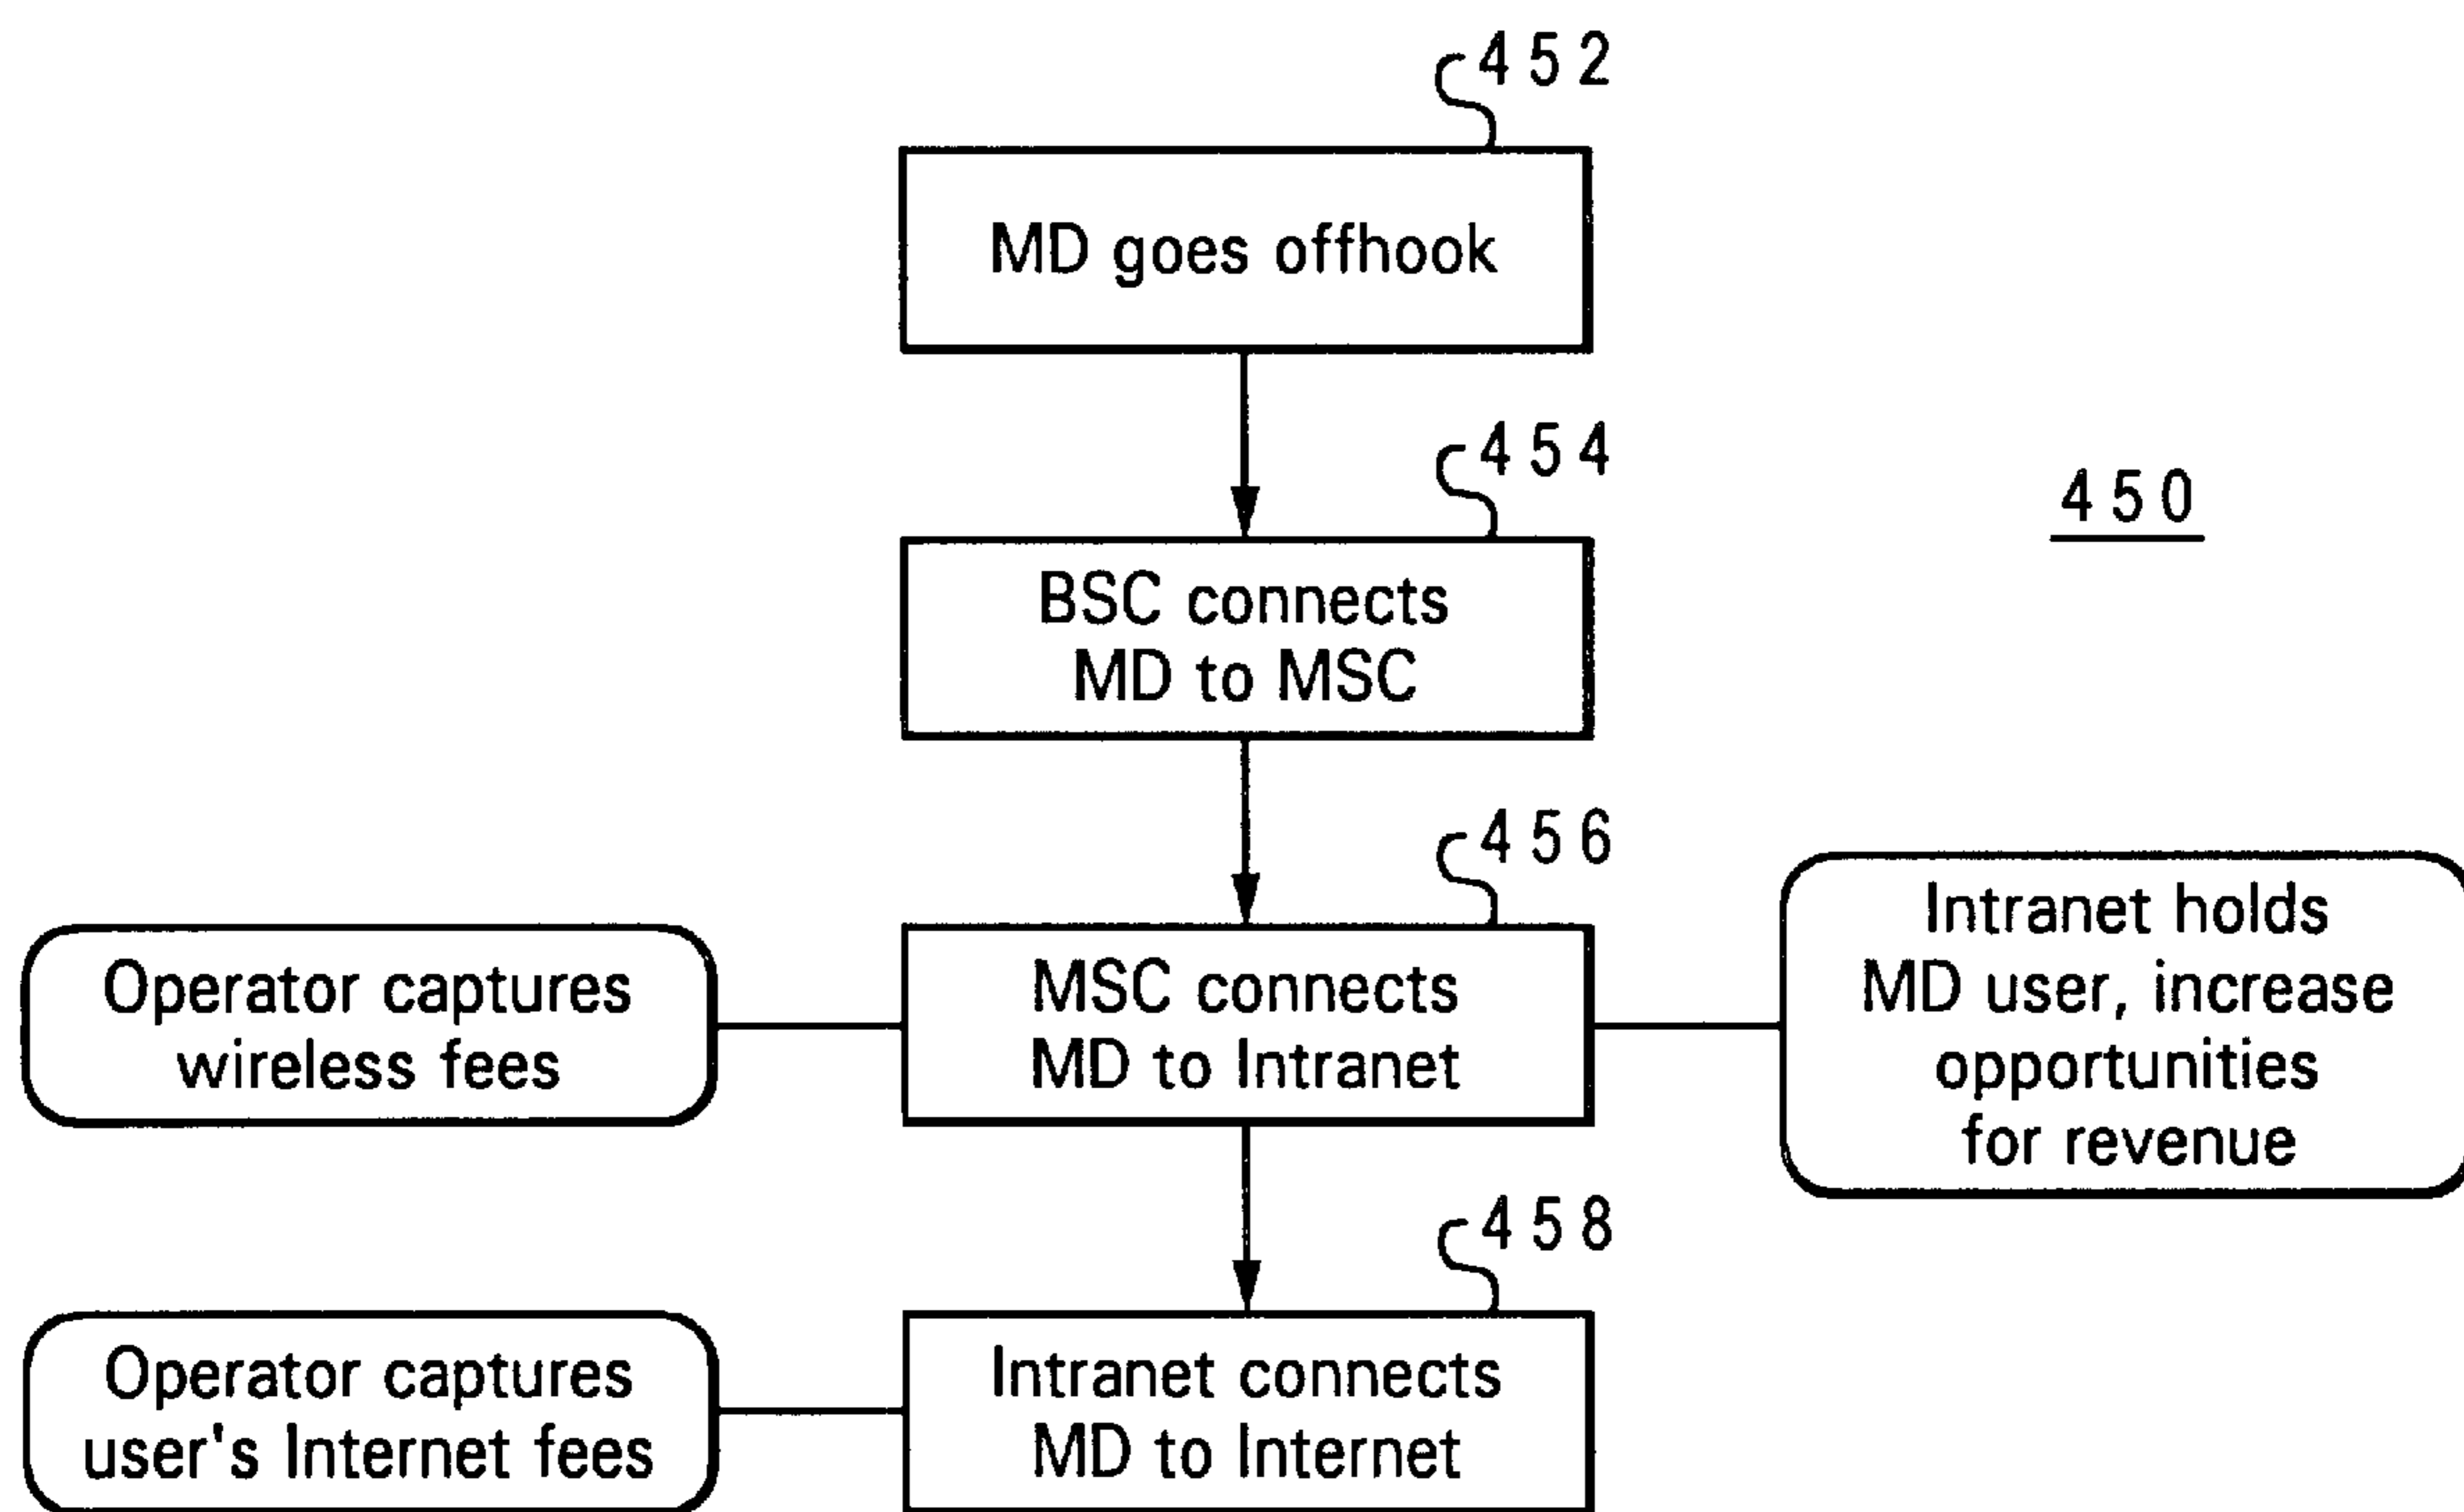 452
MD goes offhook
454
450
BSC connects
MD to MSC
456
Operator captures
wireless fees
MSC connects
MD to Intranet
Intranet holds
MD user, increase
opportunities
for revenue
458
Operator captures
user's Internet fees
Intranet connects
MD to Internet